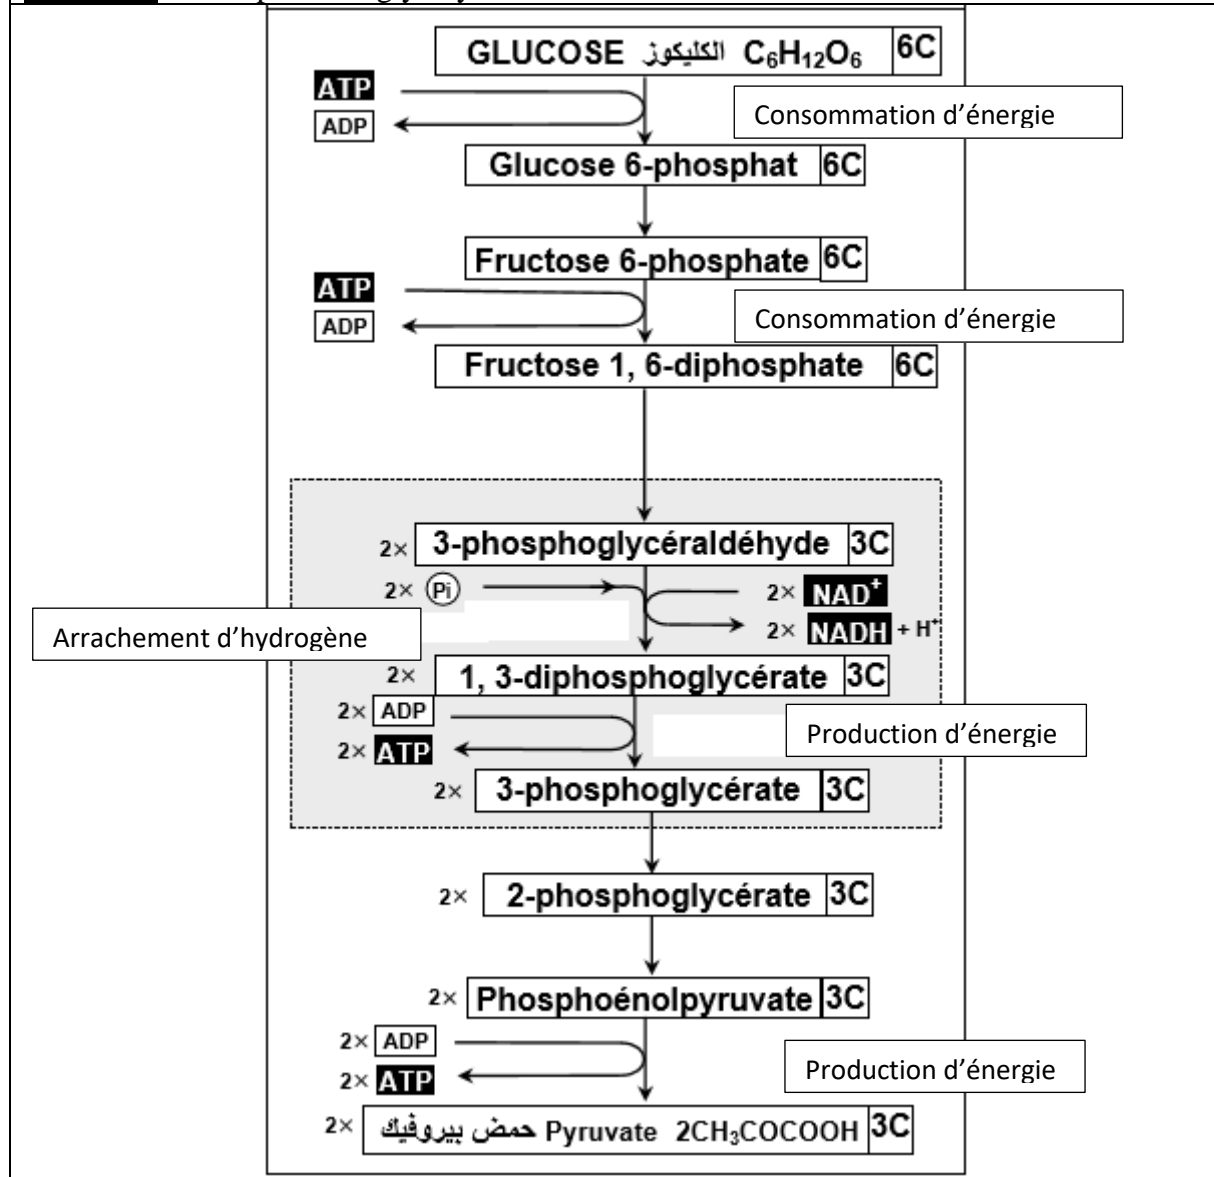 GLUCOSE الكليكوز C₆H₁₂O₆ 6C
ATP
ADP
Consommation d’énergie
Glucose 6-phosphat 6C
Fructose 6-phosphate 6C
ATP
ADP
Consommation d’énergie
Fructose 1, 6-diphosphate 6C
2× 3-phosphoglycéraldéhyde 3C
2× Pi
2× NAD⁺
2× NADH + H⁺
Arrachement d’hydrogène
2× 1, 3-diphosphoglycérate 3C
2× ADP
2× ATP
Production d’énergie
2× 3-phosphoglycérate 3C
2× 2-phosphoglycérate 3C
2× Phosphoénolpyruvate 3C
2× ADP
2× ATP
Production d’énergie
2× حمض بيروفيك Pyruvate 2CH₃COCOOH 3C